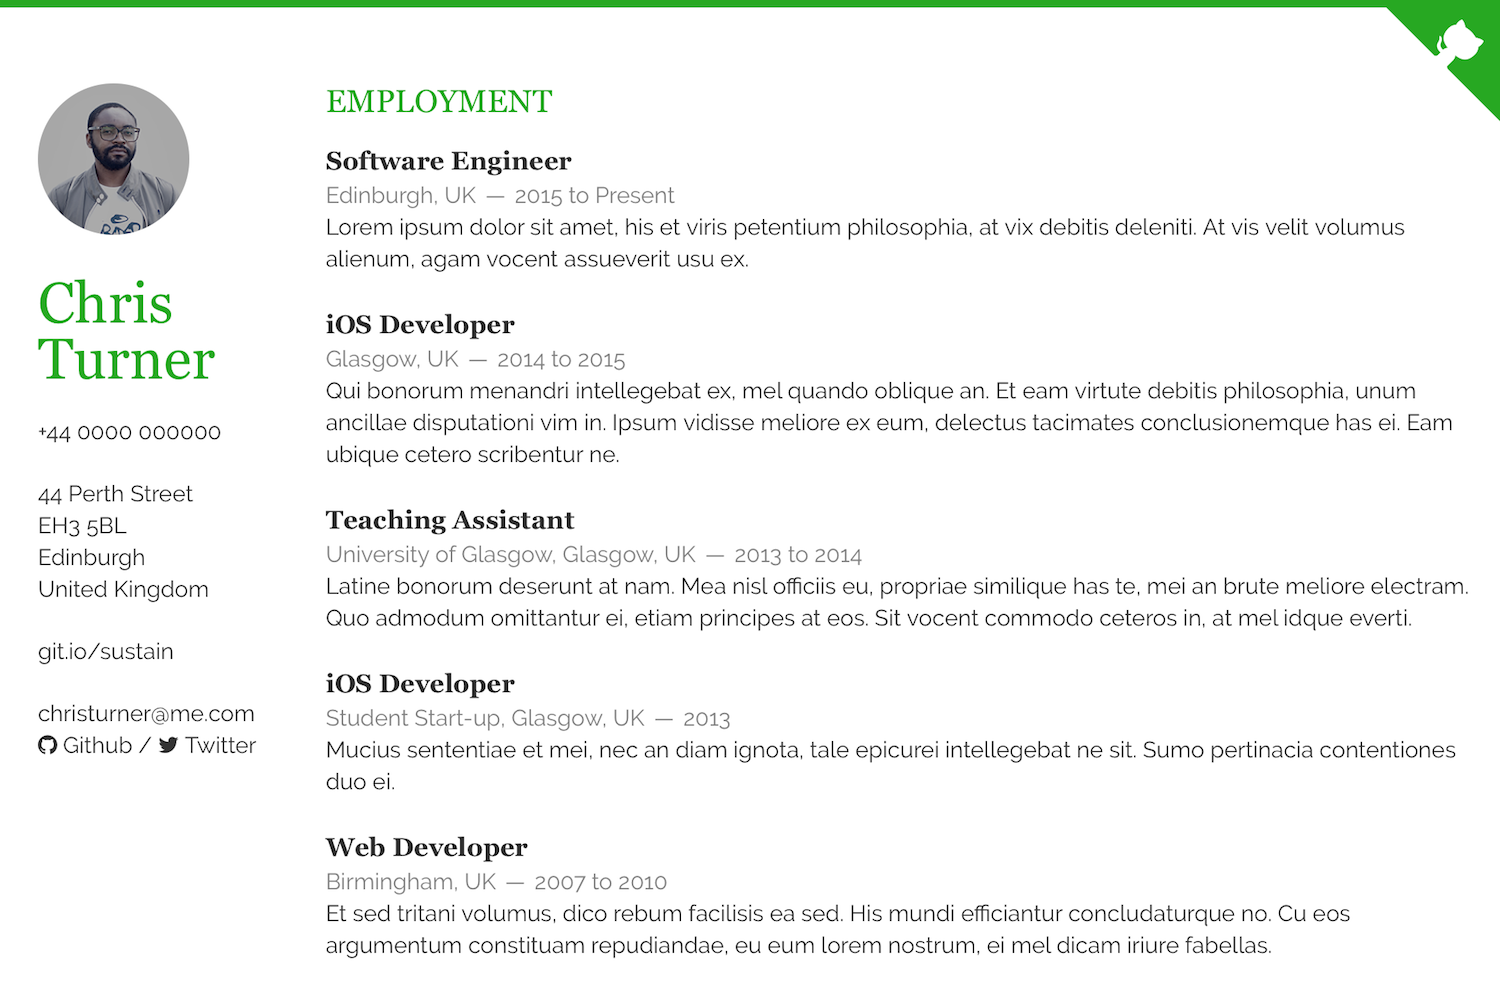 Chris
Turner
+44 0000 000000
44 Perth Street
EH3 5BL
Edinburgh
United Kingdom
git.io/sustain
christurner@me.com
Github / Twitter
EMPLOYMENT
Software Engineer
Edinburgh, UK — 2015 to Present
Lorem ipsum dolor sit amet, his et viris petentium philosophia, at vix debitis deleniti. At vis velit volumus
alienum, agam vocent assueverit usu ex.
iOS Developer
Glasgow, UK — 2014 to 2015
Qui bonorum menandri intellegebat ex, mel quando oblique an. Et eam virtute debitis philosophia, unum
ancillae disputationi vim in. Ipsum vidisse meliore ex eum, delectus tacimates conclusionemque has ei. Eam
ubique cetero scribentur ne.
Teaching Assistant
University of Glasgow, Glasgow, UK — 2013 to 2014
Latine bonorum deserunt at nam. Mea nisl officiis eu, propriae similique has te, mei an brute meliore electram.
Quo admodum omittantur ei, etiam principes at eos. Sit vocent commodo ceteros in, at mel idque everti.
iOS Developer
Student Start-up, Glasgow, UK — 2013
Mucius sententiae et mei, nec an diam ignota, tale epicurei intellegebat ne sit. Sumo pertinacia contentiones
duo ei.
Web Developer
Birmingham, UK — 2007 to 2010
Et sed tritani volumus, dico rebum facilisis ea sed. His mundi efficiantur concludaturque no. Cu eos
argumentum constituam repudiandae, eu eum lorem nostrum, ei mel dicam iriure fabellas.